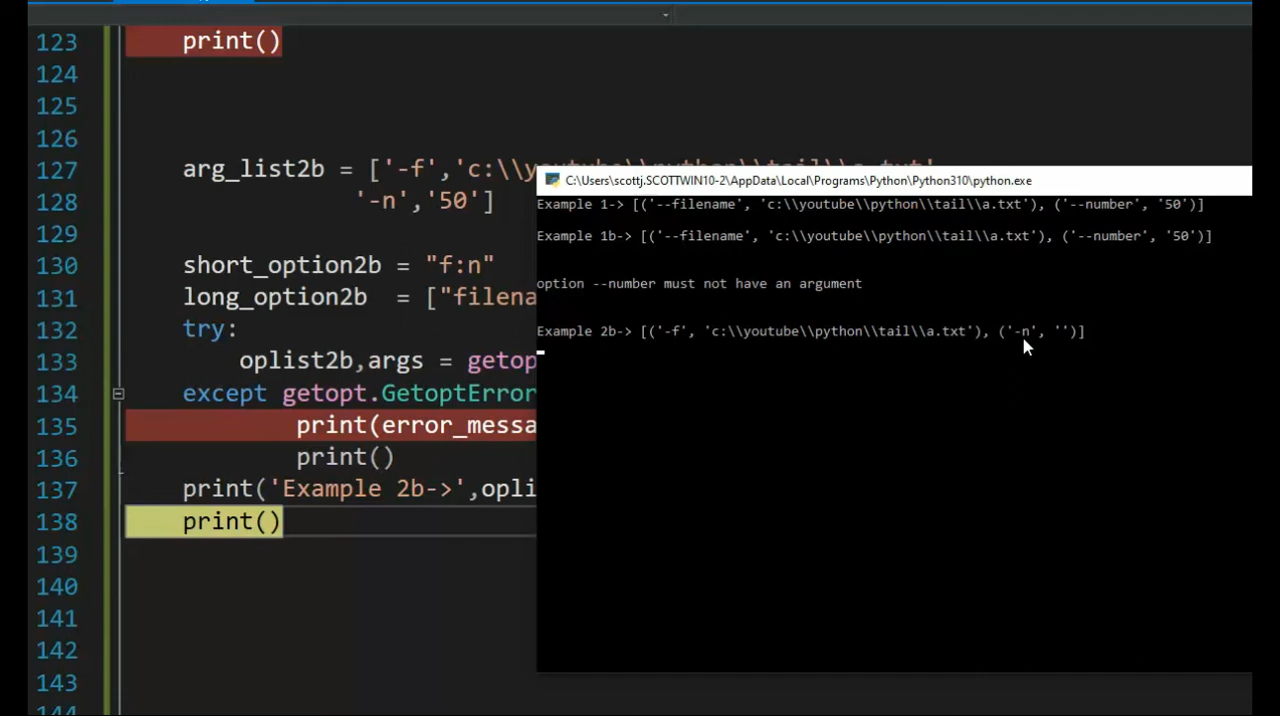 123 print()
124
125
126
127 arg_list2b = ['-f','c:\\youtube\\python\\tail\\a.txt'
128 '-n','50']
129
130 short_option2b = "f:n"
131 long_option2b = ["filena
132 try:
133 oplist2b,args = getop
134 except getopt.GetoptError
135 print(error_messa
136 print()
137 print('Example 2b->',opli
138 print()
139
140
141
142
143
C:\Users\scottj.SCOTTWIN10-2\AppData\Local\Programs\Python\Python310\python.exe
Example 1-> [('--filename', 'c:\\youtube\\python\\tail\\a.txt'), ('--number', '50')]
Example 1b-> [('--filename', 'c:\\youtube\\python\\tail\\a.txt'), ('--number', '50')]
option --number must not have an argument
Example 2b-> [('-f', 'c:\\youtube\\python\\tail\\a.txt'), ('-n', '')]